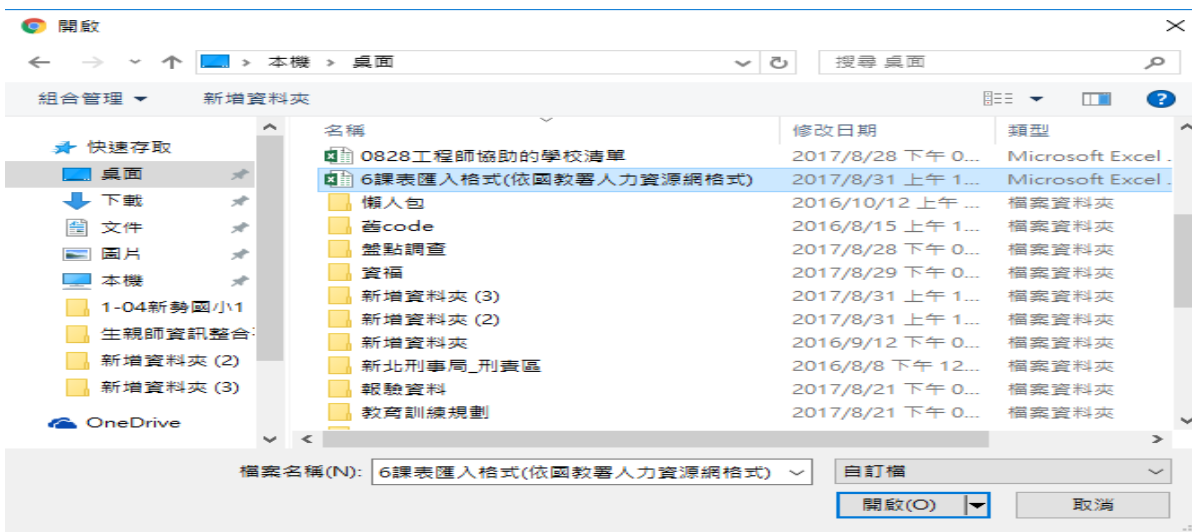 開啟
本機 > 桌面
搜尋 桌面
組合管理
新增資料夾
名稱 修改日期 類型
快速存取
桌面
下載
文件
圖片
本機
1-04新勢國小1
生親師資訊整合
新增資料夾 (2)
新增資料夾 (3)
OneDrive
0828工程師協助的學校清單 2017/8/28 下午 0... Microsoft Excel .
6課表匯入格式(依國教署人力資源網格式) 2017/8/31 上午 1... Microsoft Excel .
懶人包 2016/10/12 上午 ... 檔案資料夾
舊code 2016/8/15 上午 1... 檔案資料夾
盤點調查 2017/8/28 下午 0... 檔案資料夾
資福 2017/8/29 下午 0... 檔案資料夾
新增資料夾 (3) 2017/8/31 上午 1... 檔案資料夾
新增資料夾 (2) 2017/8/31 上午 1... 檔案資料夾
新增資料夾 2016/9/12 下午 0... 檔案資料夾
新北刑事局_刑責區 2016/8/8 下午 12... 檔案資料夾
報驗資料 2017/8/21 下午 0... 檔案資料夾
教育訓練規劃 2017/8/21 下午 0... 檔案資料夾
檔案名稱(N): 6課表匯入格式(依國教署人力資源網格式) 自訂檔
開啟(O) 取消